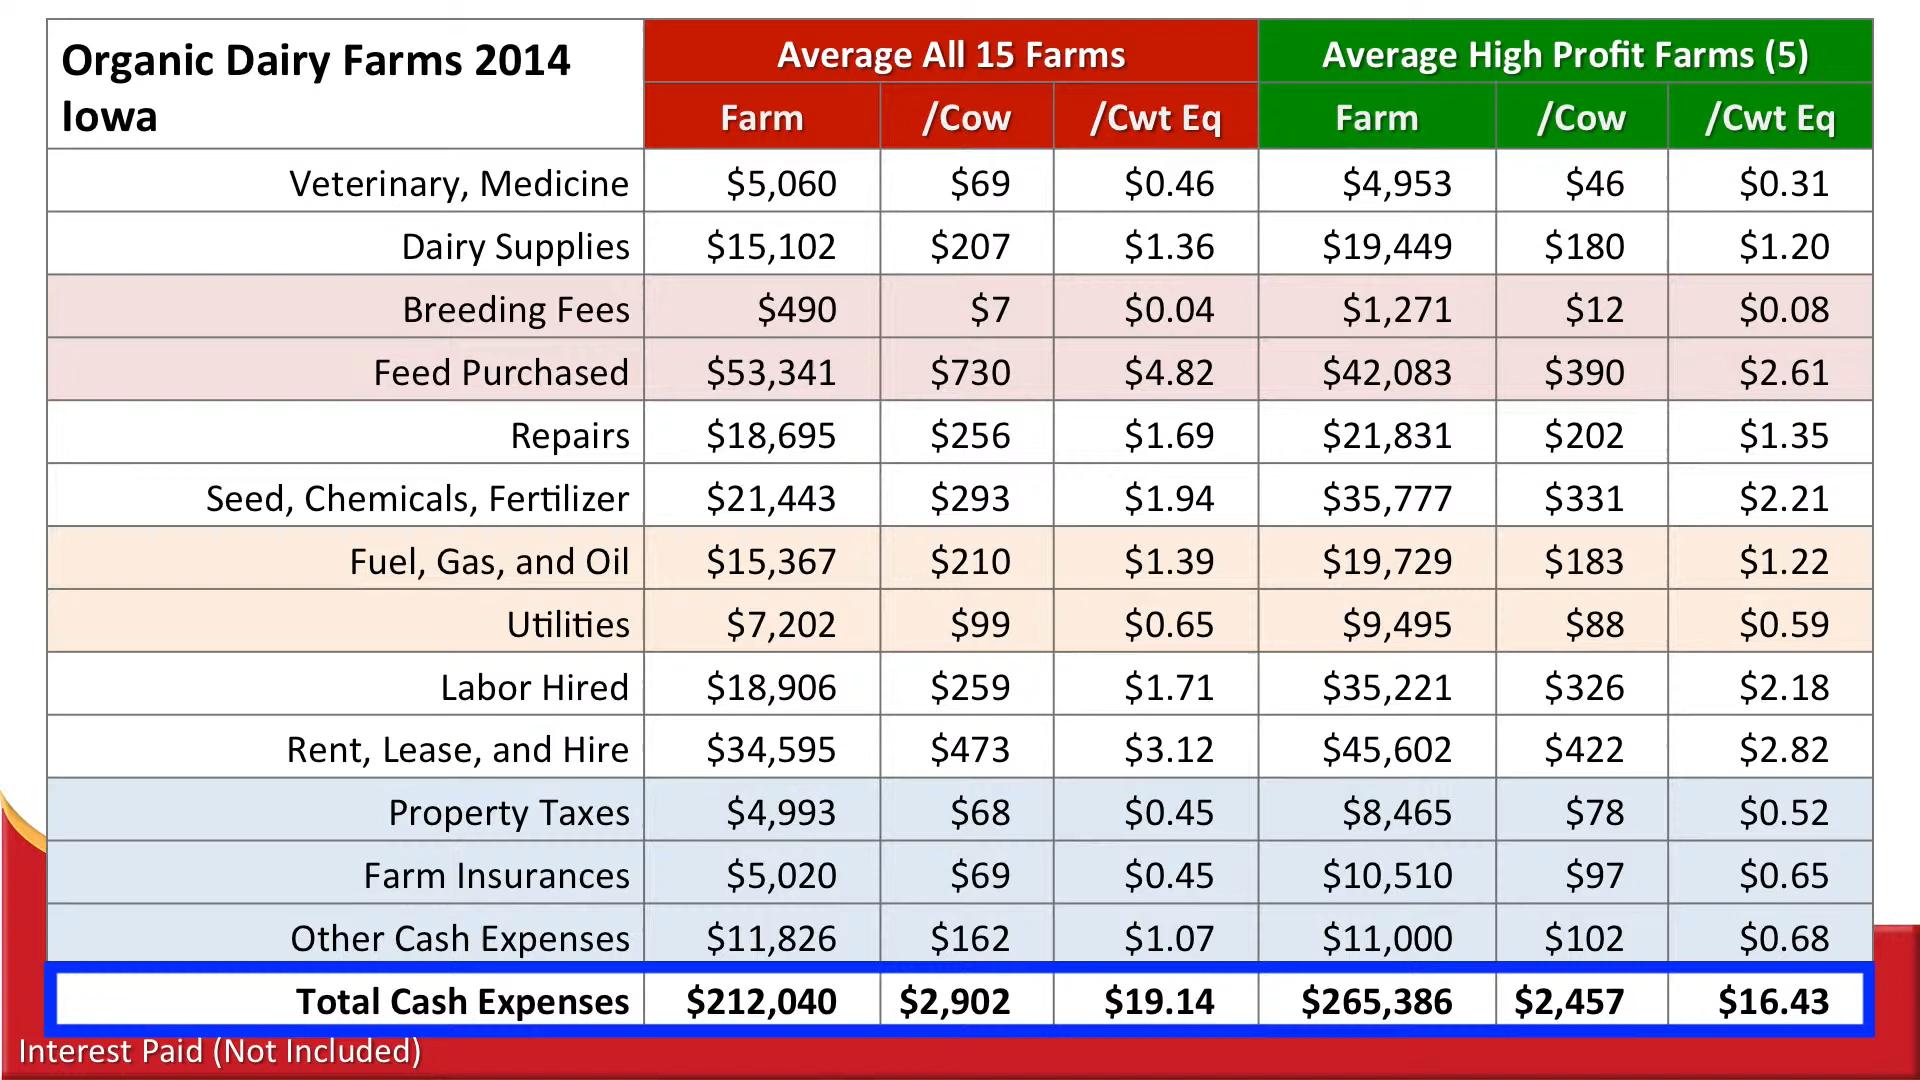 Organic Dairy Farms 2014
Iowa
Average All 15 Farms Average High Profit Farms (5)
Farm /Cow /Cwt Eq Farm /Cow /Cwt Eq
Veterinary, Medicine $5,060 $69 $0.46 $4,953 $46 $0.31
Dairy Supplies $15,102 $207 $1.36 $19,449 $180 $1.20
Breeding Fees $490 $7 $0.04 $1,271 $12 $0.08
Feed Purchased $53,341 $730 $4.82 $42,083 $390 $2.61
Repairs $18,695 $256 $1.69 $21,831 $202 $1.35
Seed, Chemicals, Fertilizer $21,443 $293 $1.94 $35,777 $331 $2.21
Fuel, Gas, and Oil $15,367 $210 $1.39 $19,729 $183 $1.22
Utilities $7,202 $99 $0.65 $9,495 $88 $0.59
Labor Hired $18,906 $259 $1.71 $35,221 $326 $2.18
Rent, Lease, and Hire $34,595 $473 $3.12 $45,602 $422 $2.82
Property Taxes $4,993 $68 $0.45 $8,465 $78 $0.52
Farm Insurances $5,020 $69 $0.45 $10,510 $97 $0.65
Other Cash Expenses $11,826 $162 $1.07 $11,000 $102 $0.68
Total Cash Expenses $212,040 $2,902 $19.14 $265,386 $2,457 $16.43
Interest Paid (Not Included)